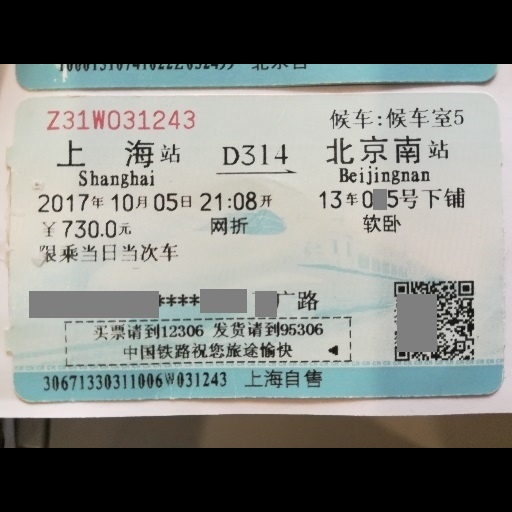 Z31W031243 候车:候车室5
上海站 D314 北京南站
Shanghai Beijingnan
2017年10月05日21:08开 13车0 5号下铺
￥730.0元 网折 软卧
限乘当日当次车
**** 广路
买票请到12306 发货请到95306
中国铁路祝您旅途愉快
30671330311006W031243 上海自售